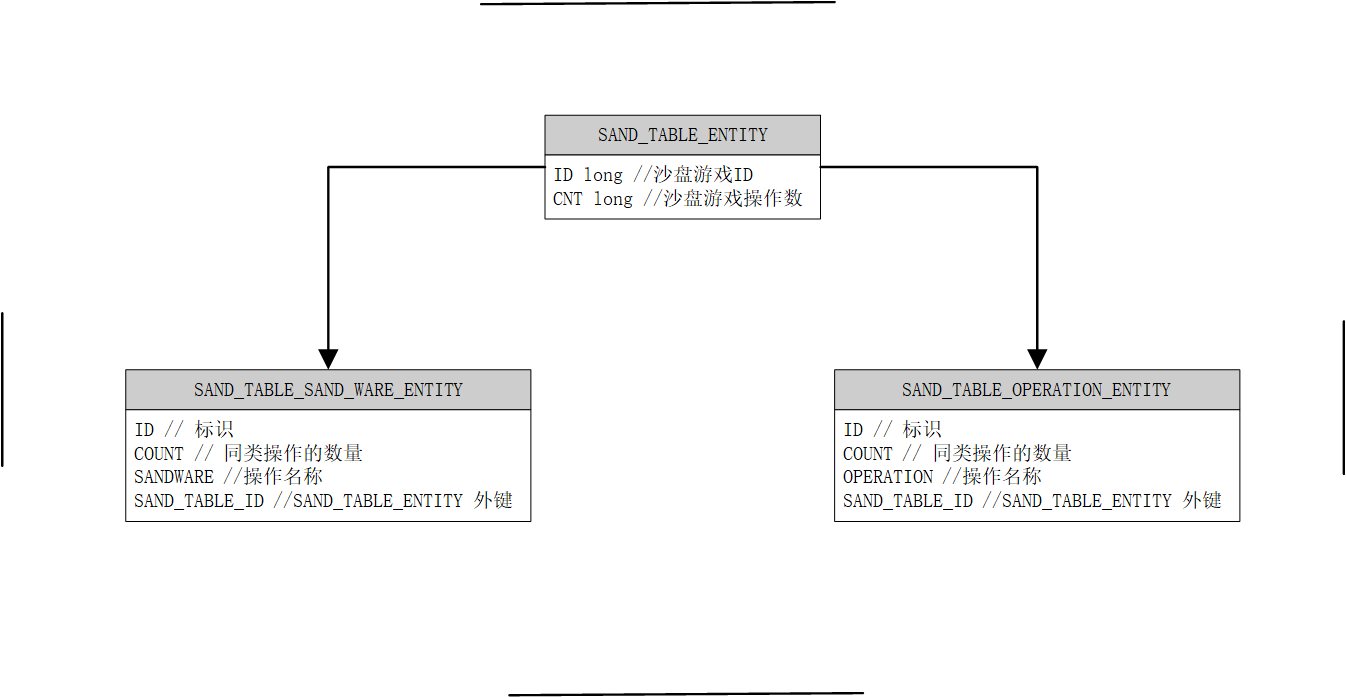 SAND_TABLE_ENTITY
ID long //沙盘游戏ID
CNT long //沙盘游戏操作数
SAND_TABLE_SAND_WARE_ENTITY
ID // 标识
COUNT // 同类操作的数量
SANDWARE //操作名称
SAND_TABLE_ID //SAND_TABLE_ENTITY 外键
SAND_TABLE_OPERATION_ENTITY
ID // 标识
COUNT // 同类操作的数量
OPERATION //操作名称
SAND_TABLE_ID //SAND_TABLE_ENTITY 外键